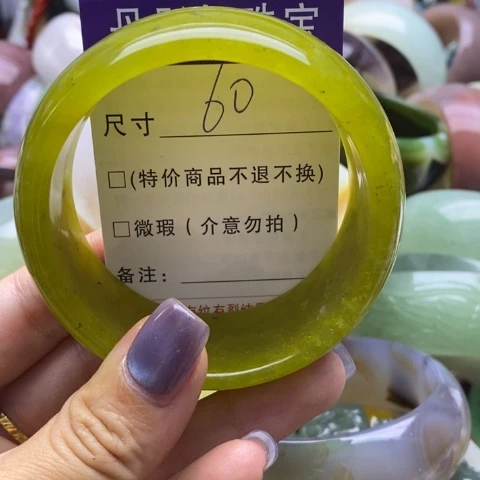 尺寸 60
□(特价商品不退不换)
□微瑕(介意勿拍)
备注: